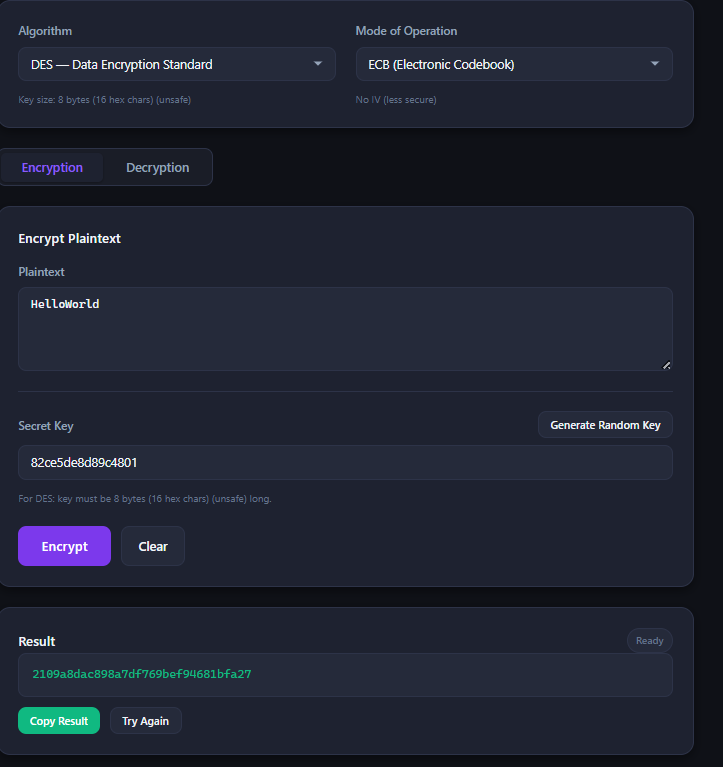 Algorithm
Mode of Operation
DES — Data Encryption Standard
ECB (Electronic Codebook)
Key size: 8 bytes (16 hex chars) (unsafe)
No IV (less secure)
Encryption
Decryption
Encrypt Plaintext
Plaintext
HelloWorld
Secret Key
Generate Random Key
82ce5de8d89c4801
For DES: key must be 8 bytes (16 hex chars) (unsafe) long.
Encrypt
Clear
Result
Ready
2109a8dac898a7df769bef94681bfa27
Copy Result
Try Again